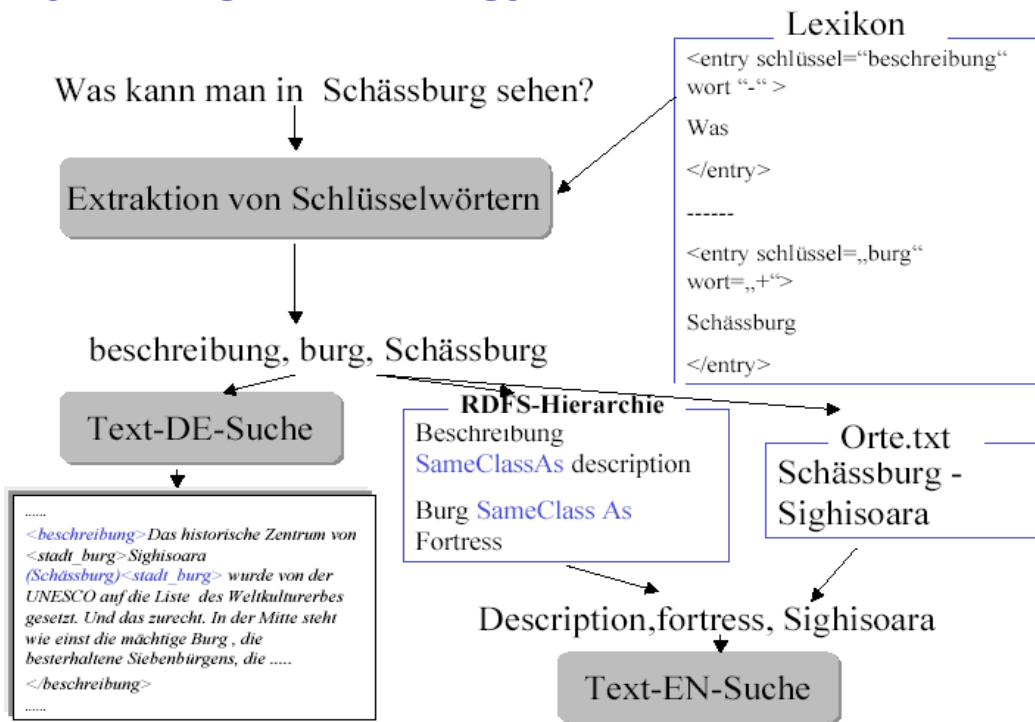 Lexikon
<entry schlüssel=“beschreibung“
wort “-“ >
Was
</entry>
------
<entry schlüssel=„burg“
wort=„+“>
Schässburg
</entry>
Was kann man in Schässburg sehen?
Extraktion von Schlüsselwörtern
beschreibung, burg, Schässburg
Text-DE-Suche
......
<beschreibung>Das historische Zentrum von
<stadt_burg>Sighisoara
(Schässburg)<stadt_burg> wurde von der
UNESCO auf die Liste des Weltkulturerbes
gesetzt. Und das zurecht. In der Mitte steht
wie einst die mächtige Burg , die
besterhaltene Siebenbürgens, die .....
</beschreibung>
......
RDFS-Hierarchie
Beschreibung
SameClassAs description
Burg SameClass As
Fortress
Orte.txt
Schässburg -
Sighisoara
Description,fortress, Sighisoara
Text-EN-Suche